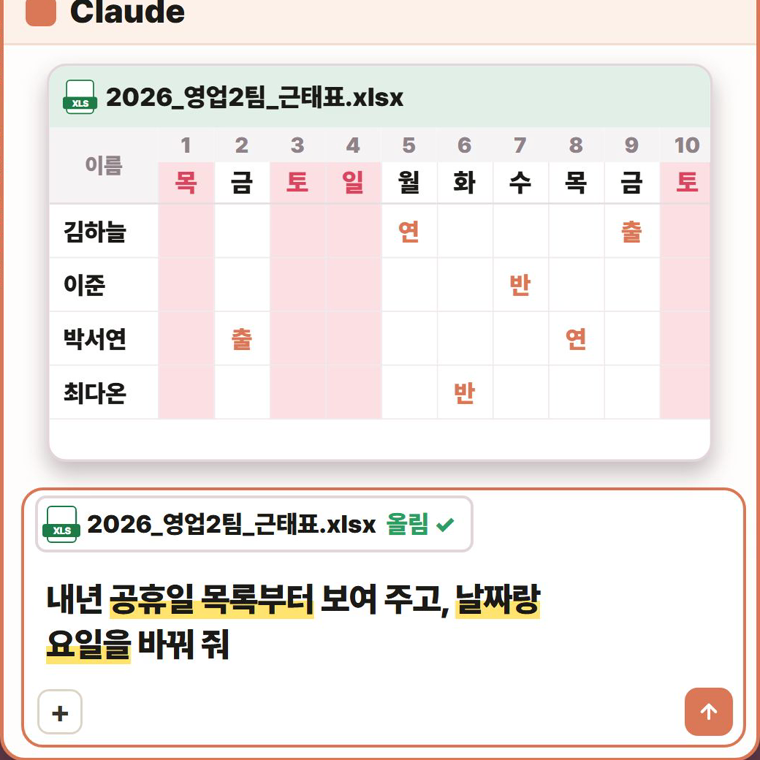 Claude
XLS 2026_영업2팀_근태표.xlsx
이름 1 2 3 4 5 6 7 8 9 10
목 금 토 일 월 화 수 목 금 토
김하늘 연 출
이준 반
박서연 출 연
최다온 반
XLS 2026_영업2팀_근태표.xlsx 올림 ✓
내년 공휴일 목록부터 보여 주고, 날짜랑
요일을 바꿔 줘
+